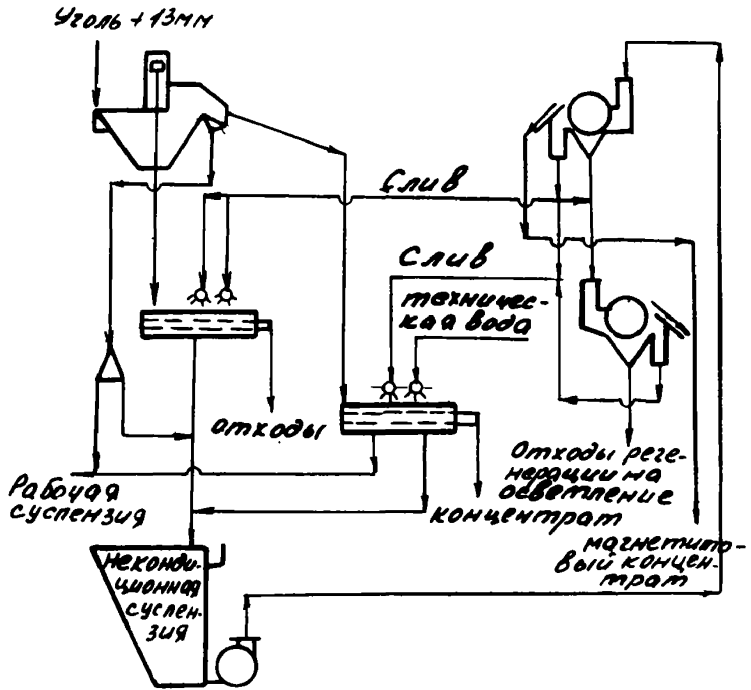 Уголь + 13мм
Слив
Слив
техничес-
кая вода
отходы
Рабочая
суспензия
концентрат
Отходы реге-
нерации на
осветление
магнетито-
вый концен-
трат
Неконди-
ционная
суспен-
зия